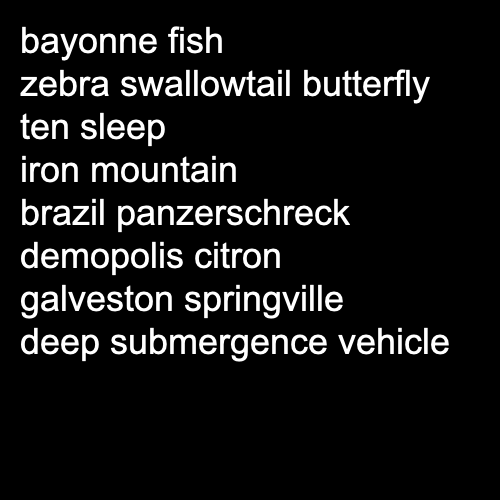 bayonne fish
zebra swallowtail butterfly
ten sleep
iron mountain
brazil panzerschreck
demopolis citron
galveston springville
deep submergence vehicle